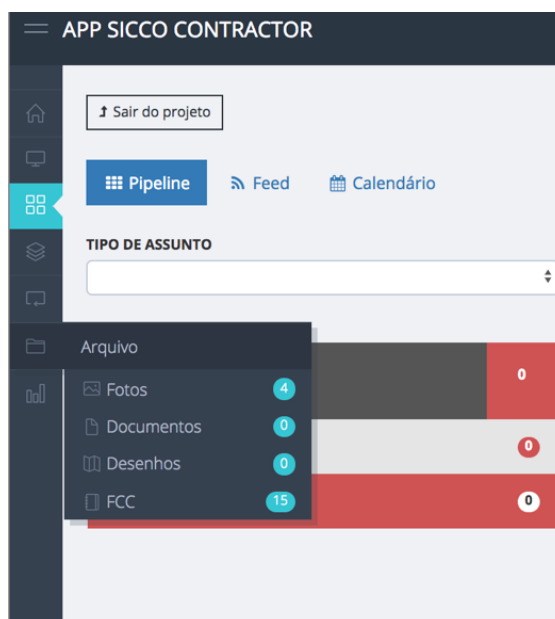 APP SICCO CONTRACTOR
Sair do projeto
Pipeline Feed Calendário
TIPO DE ASSUNTO
Arquivo
0
Fotos 4
Documentos 0
0
Desenhos 0
FCC 15
0